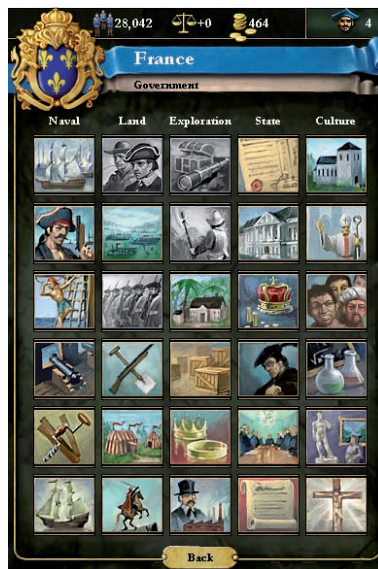 28,042 +0 464 4
France
Government
Naval Land Exploration State Culture
Back